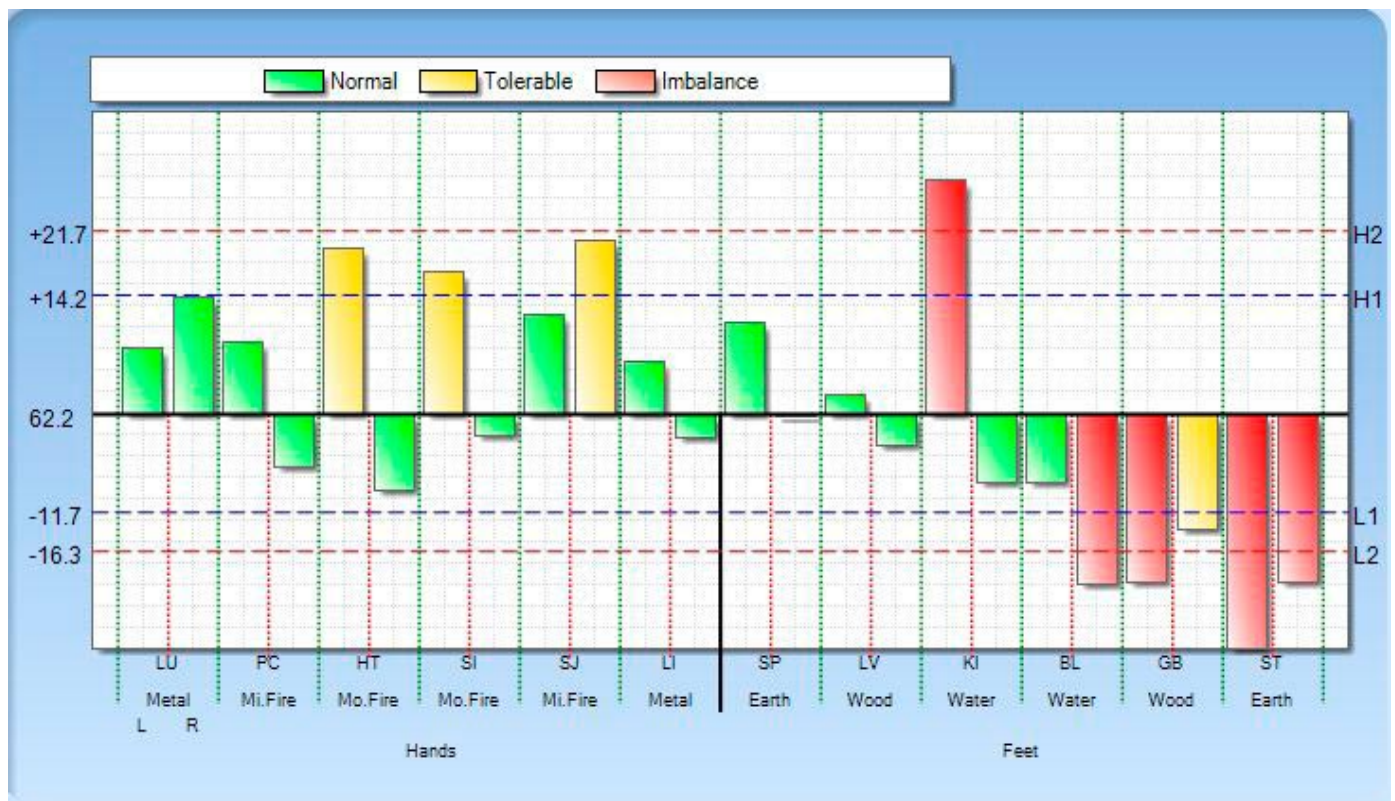 Normal Tolerable Imbalance
+21.7 H2
+14.2 H1
62.2
-11.7 L1
-16.3 L2
LU PC HT SI SJ LI SP LV KI BL GB ST
Metal Mi.Fire Mo.Fire Mo.Fire Mi.Fire Metal Earth Wood Water Water Wood Earth
L R
Hands Feet